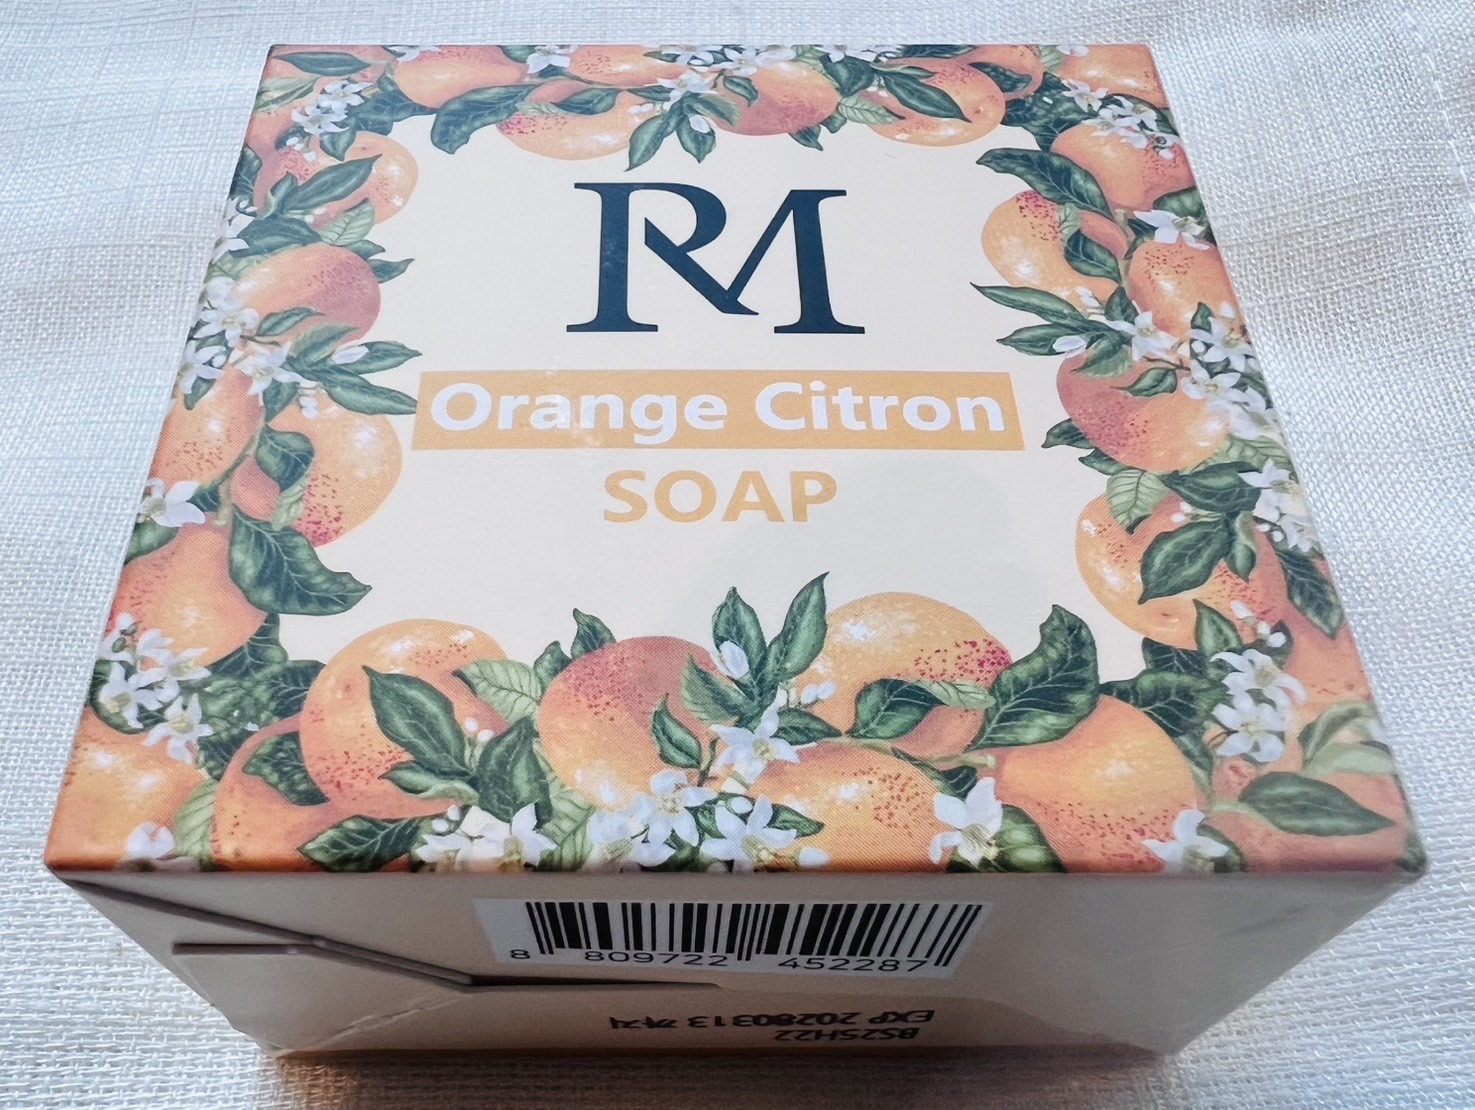 RM
Orange Citron
SOAP
8 809722 452287
EXP 20280313 까지
BS25H22